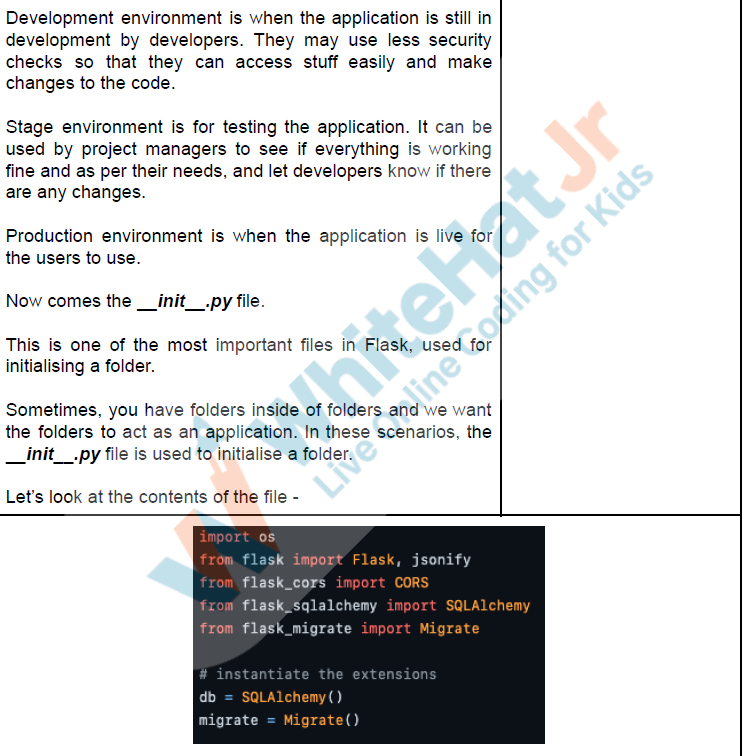 Development environment is when the application is still in
development by developers. They may use less security
checks so that they can access stuff easily and make
changes to the code.
Stage environment is for testing the application. It can be
used by project managers to see if everything is working
fine and as per their needs, and let developers know if there
are any changes.
Production environment is when the application is live for
the users to use.
Now comes the __init__.py file.
This is one of the most important files in Flask, used for
initialising a folder.
Sometimes, you have folders inside of folders and we want
the folders to act as an application. In these scenarios, the
__init__.py file is used to initialise a folder.
Let's look at the contents of the file -
WhiteHat Jr
Live Online Coding for Kids
import os
from flask import Flask, jsonify
from flask_cors import CORS
from flask_sqlalchemy import SQLAlchemy
from flask_migrate import Migrate
# instantiate the extensions
db = SQLAlchemy()
migrate = Migrate()